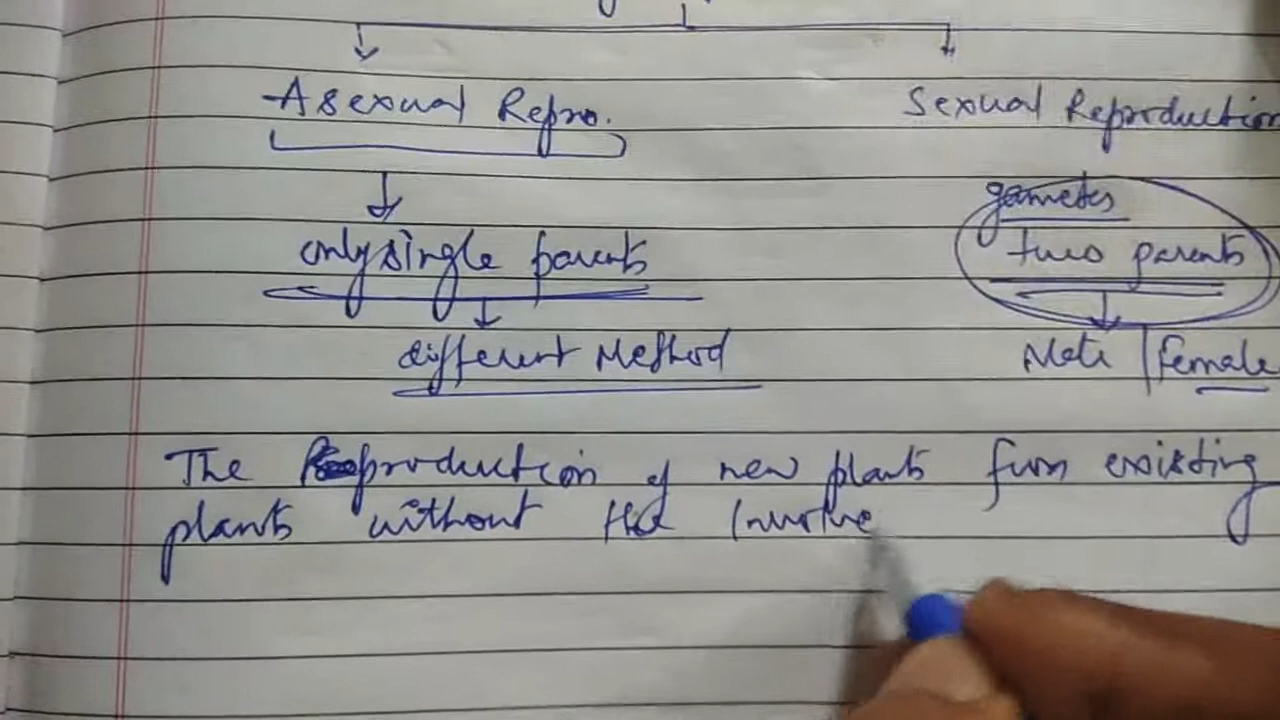 Asexual Repro.
Sexual Reproduction
only single parents
gametes
two parents
different Method
Male | Female
The Reproduction of new plants from existing
plants without the Involve